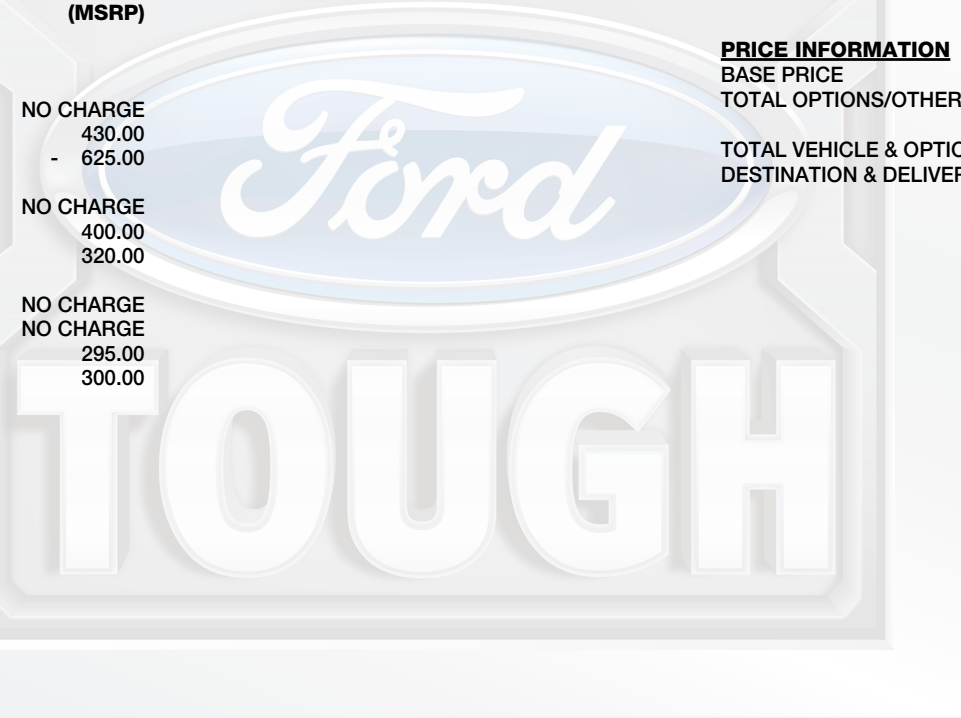 (MSRP)
NO CHARGE
430.00
- 625.00
NO CHARGE
400.00
320.00
NO CHARGE
NO CHARGE
295.00
300.00
PRICE INFORMATION
BASE PRICE
TOTAL OPTIONS/OTHER
TOTAL VEHICLE & OPTIO
DESTINATION & DELIVER
Ford
TOUGH